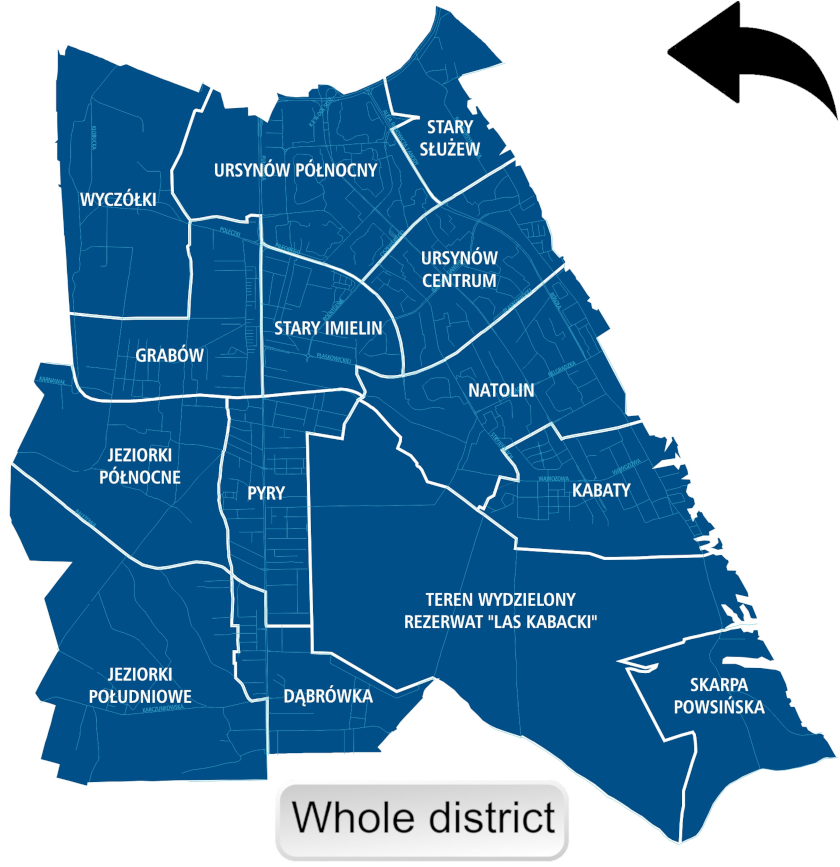 STARY
SŁUŻEW
URSYNÓW PÓŁNOCNY
WYCZÓŁKI
URSYNÓW
CENTRUM
STARY IMIELIN
GRABÓW
NATOLIN
JEZIORKI
PÓŁNOCNE
PYRY
KABATY
TEREN WYDZIELONY
REZERWAT "LAS KABACKI"
JEZIORKI
POŁUDNIOWE
DĄBRÓWKA
SKARPA
POWSIŃSKA
Whole district